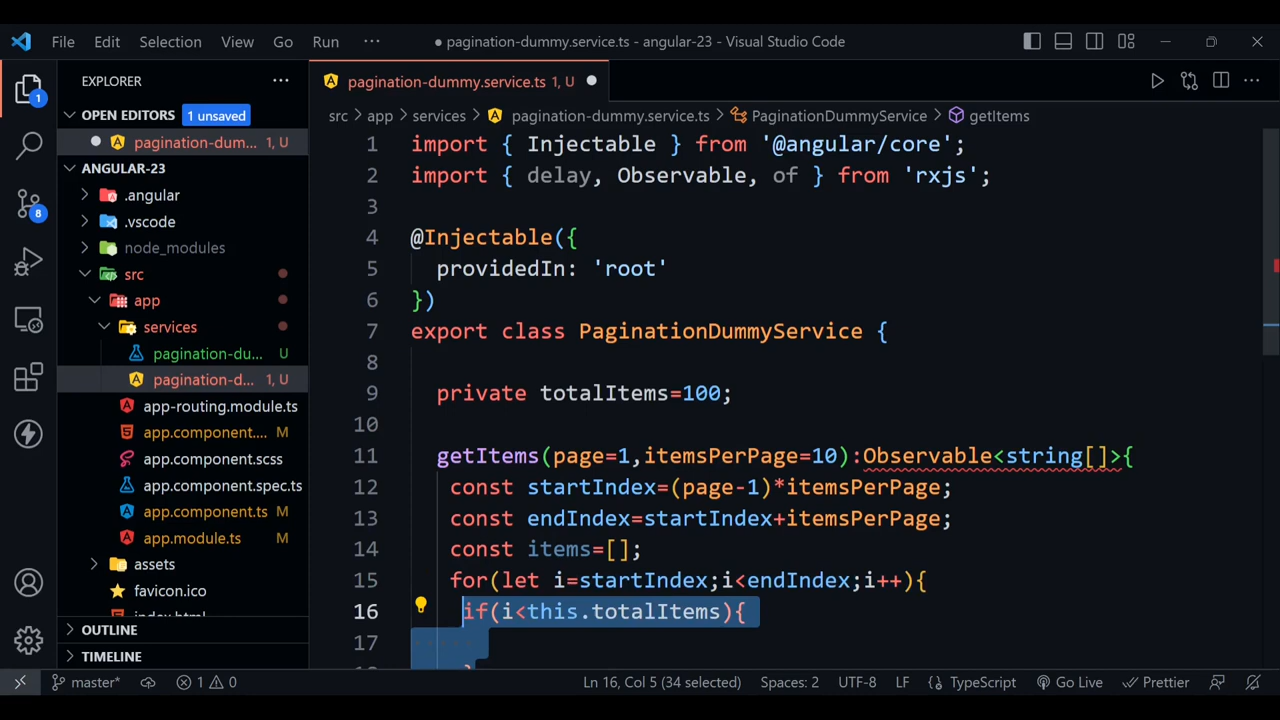 File Edit Selection View Go Run ··· ● pagination-dummy.service.ts - angular-23 - Visual Studio Code
EXPLORER ···
pagination-dummy.service.ts 1, U ●
OPEN EDITORS 1 unsaved
src > app > services > pagination-dummy.service.ts > PaginationDummyService > getItems
● pagination-dum... 1, U
ANGULAR-23
.angular
.vscode
node_modules
src
app
services
pagination-du... U
pagination-d... 1, U
app-routing.module.ts
app.component.... M
app.component.scss
app.component.spec.ts
app.component.ts M
app.module.ts M
assets
favicon.ico
index.html
OUTLINE
TIMELINE
1
8
1 import { Injectable } from '@angular/core';
2 import { delay, Observable, of } from 'rxjs';
3
4 @Injectable({
5 providedIn: 'root'
6 })
7 export class PaginationDummyService {
8
9 private totalItems=100;
10
11 getItems(page=1,itemsPerPage=10):Observable<string[]>{
12 const startIndex=(page-1)*itemsPerPage;
13 const endIndex=startIndex+itemsPerPage;
14 const items=[];
15 for(let i=startIndex;i<endIndex;i++){
16 if(i<this.totalItems){
17
}
master* 1 0 Ln 16, Col 5 (34 selected) Spaces: 2 UTF-8 LF TypeScript Go Live Prettier